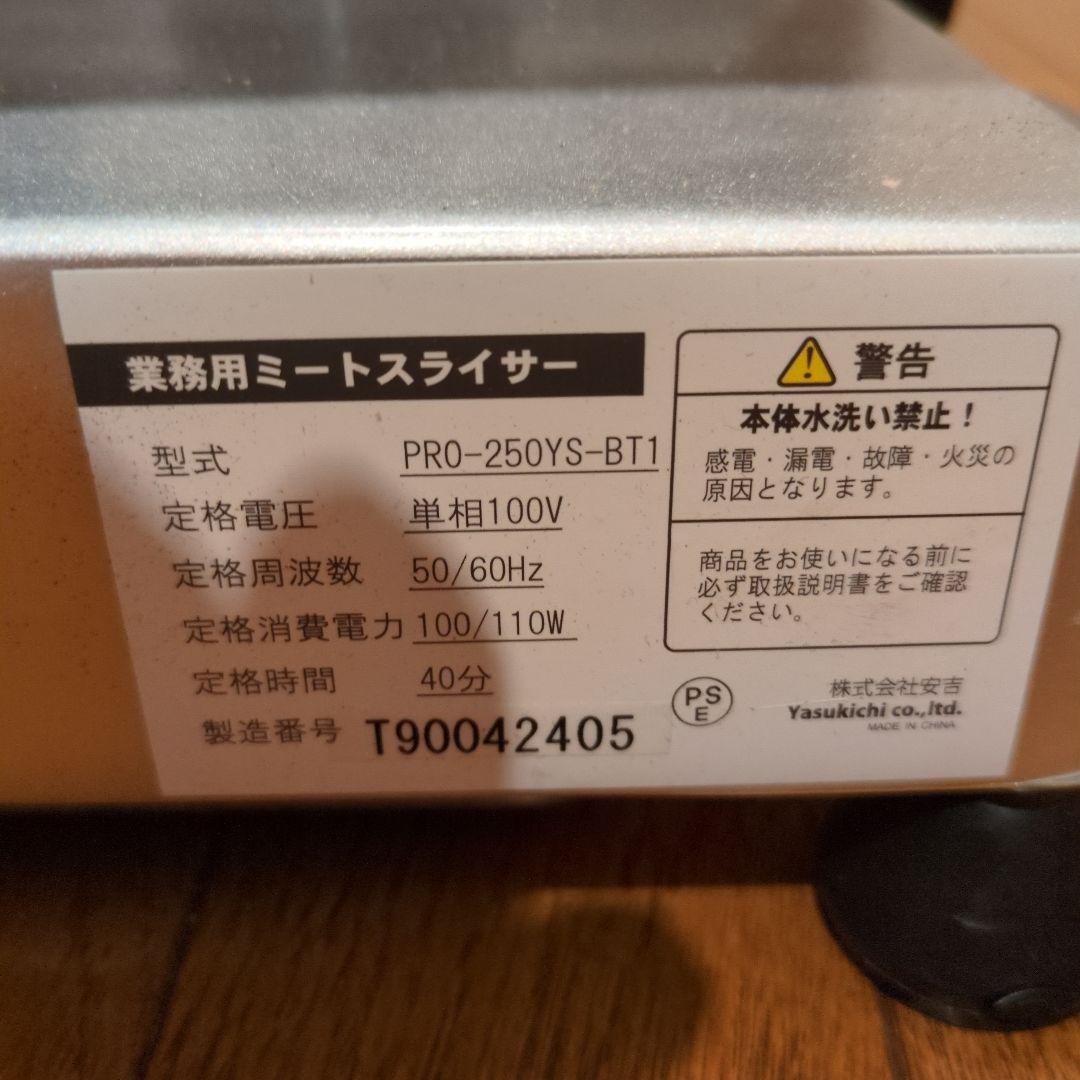 業務用ミートスライサー
型式 PRO-250YS-BT1
定格電圧 単相100V
定格周波数 50/60Hz
定格消費電力 100/110W
定格時間 40分
製造番号 T90042405
警告
本体水洗い禁止！
感電・漏電・故障・火災の
原因となります。
商品をお使いになる前に
必ず取扱説明書をご確認
ください。
PS
E
株式会社安吉
Yasukichi co.,ltd.
MADE IN CHINA